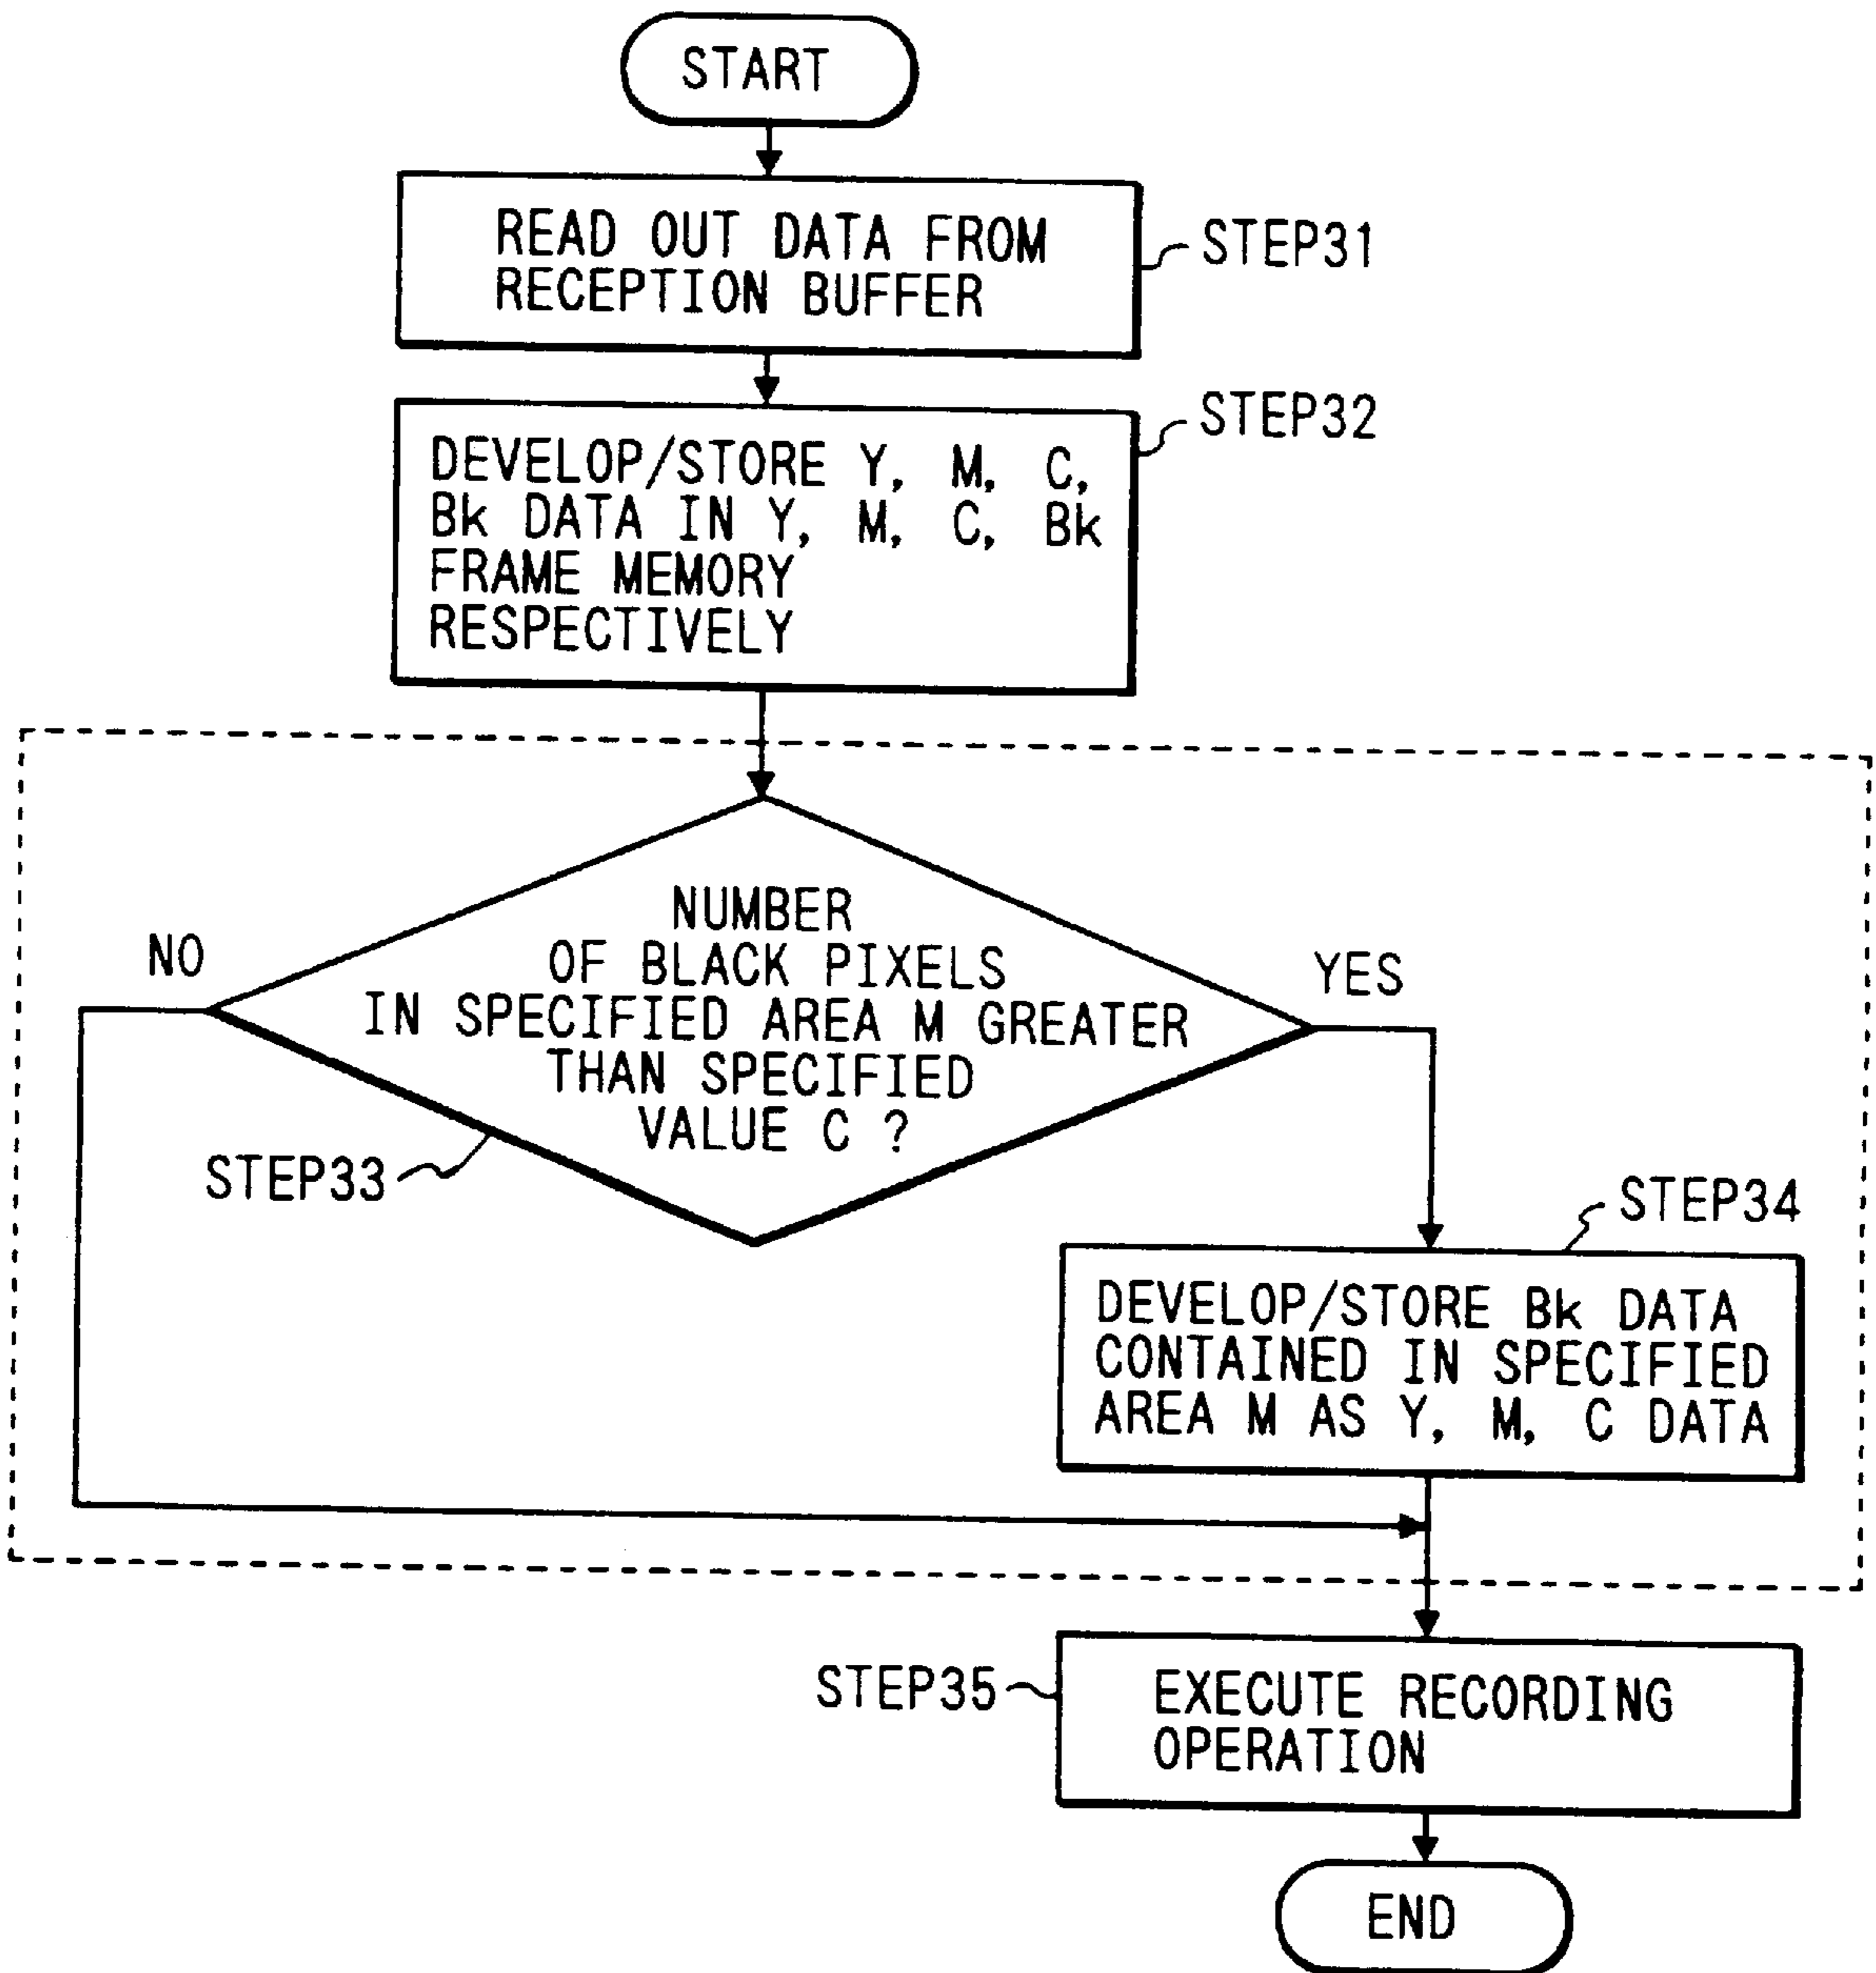 START
READ OUT DATA FROM
RECEPTION BUFFER
STEP31
STEP32
DEVELOP/STORE Y, M, C,
Bk DATA IN Y, M, C, Bk
FRAME MEMORY
RESPECTIVELY
NUMBER
OF BLACK PIXELS
IN SPECIFIED AREA M GREATER
THAN SPECIFIED
VALUE C ?
NO
YES
STEP33
STEP34
DEVELOP/STORE Bk DATA
CONTAINED IN SPECIFIED
AREA M AS Y, M, C DATA
STEP35
EXECUTE RECORDING
OPERATION
END